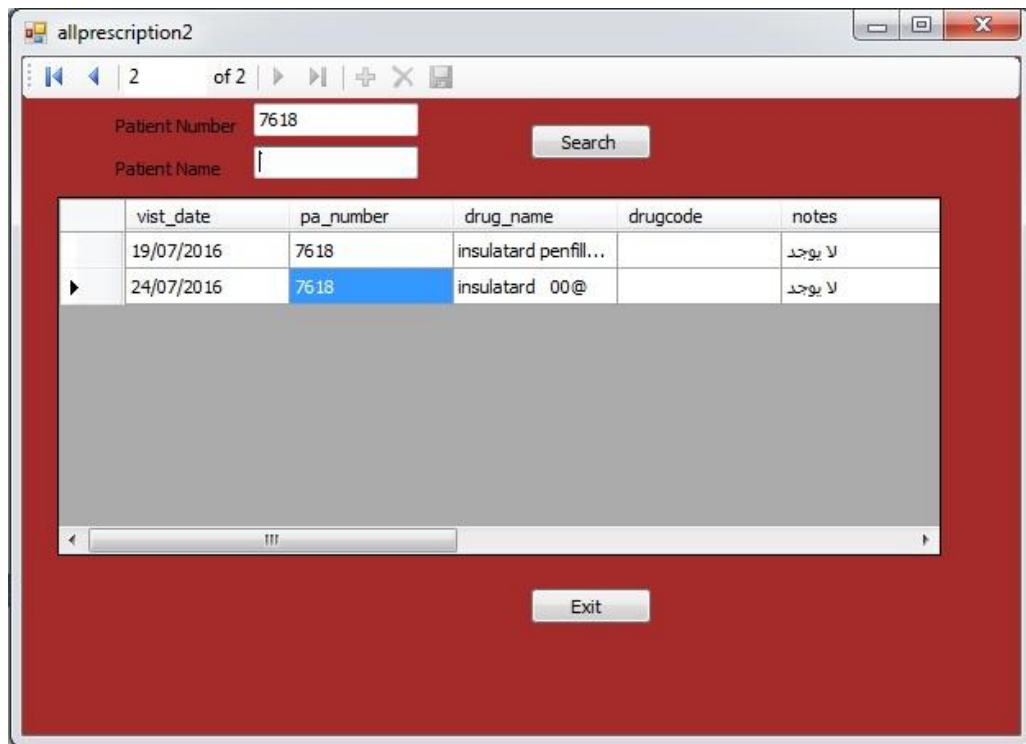 allprescription2
2 of 2
Patient Number 7618
Search
Patient Name
vist_date pa_number drug_name drugcode notes
19/07/2016 7618 insulatard penfill... لا يوجد
24/07/2016 7618 insulatard 00@ لا يوجد
Exit